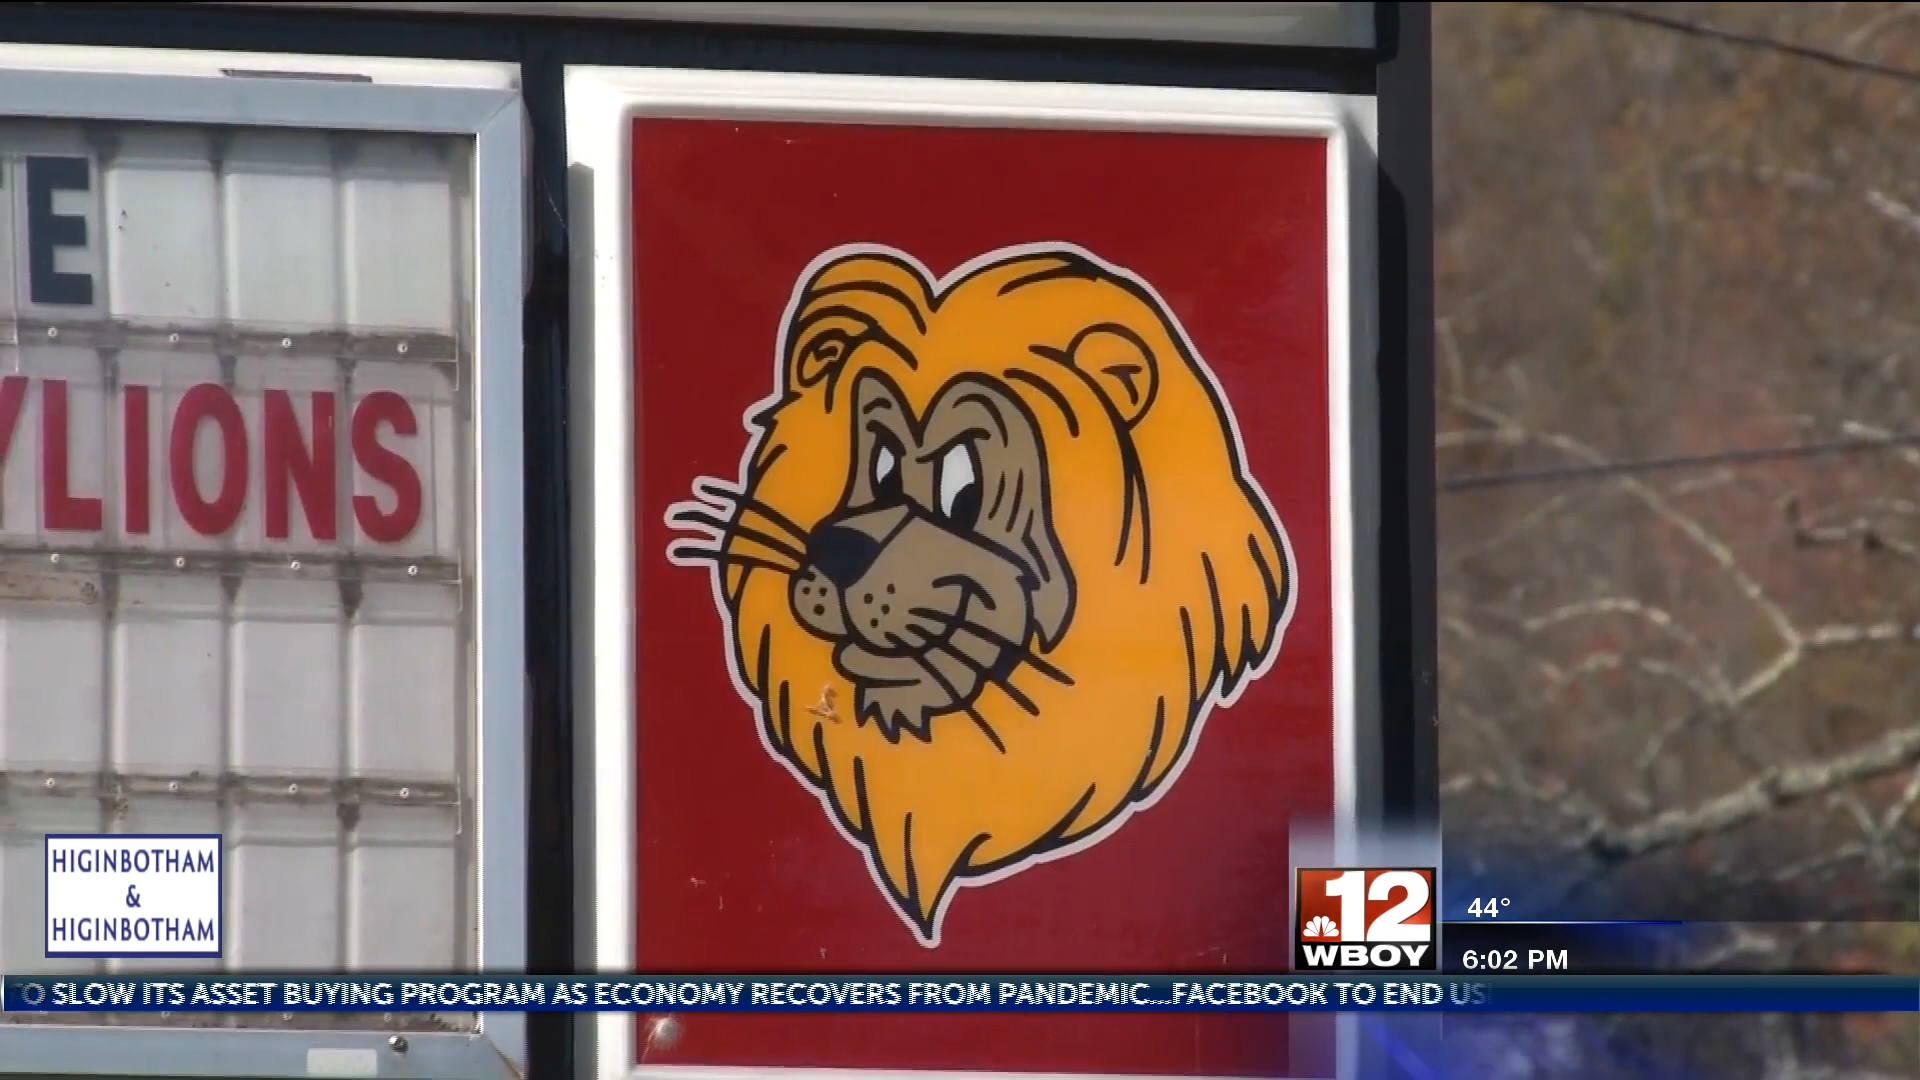 E
YLIONS
HIGINBOTHAM
&
HIGINBOTHAM
12
WBOY
44°
6:02 PM
O SLOW ITS ASSET BUYING PROGRAM AS ECONOMY RECOVERS FROM PANDEMIC...FACEBOOK TO END US